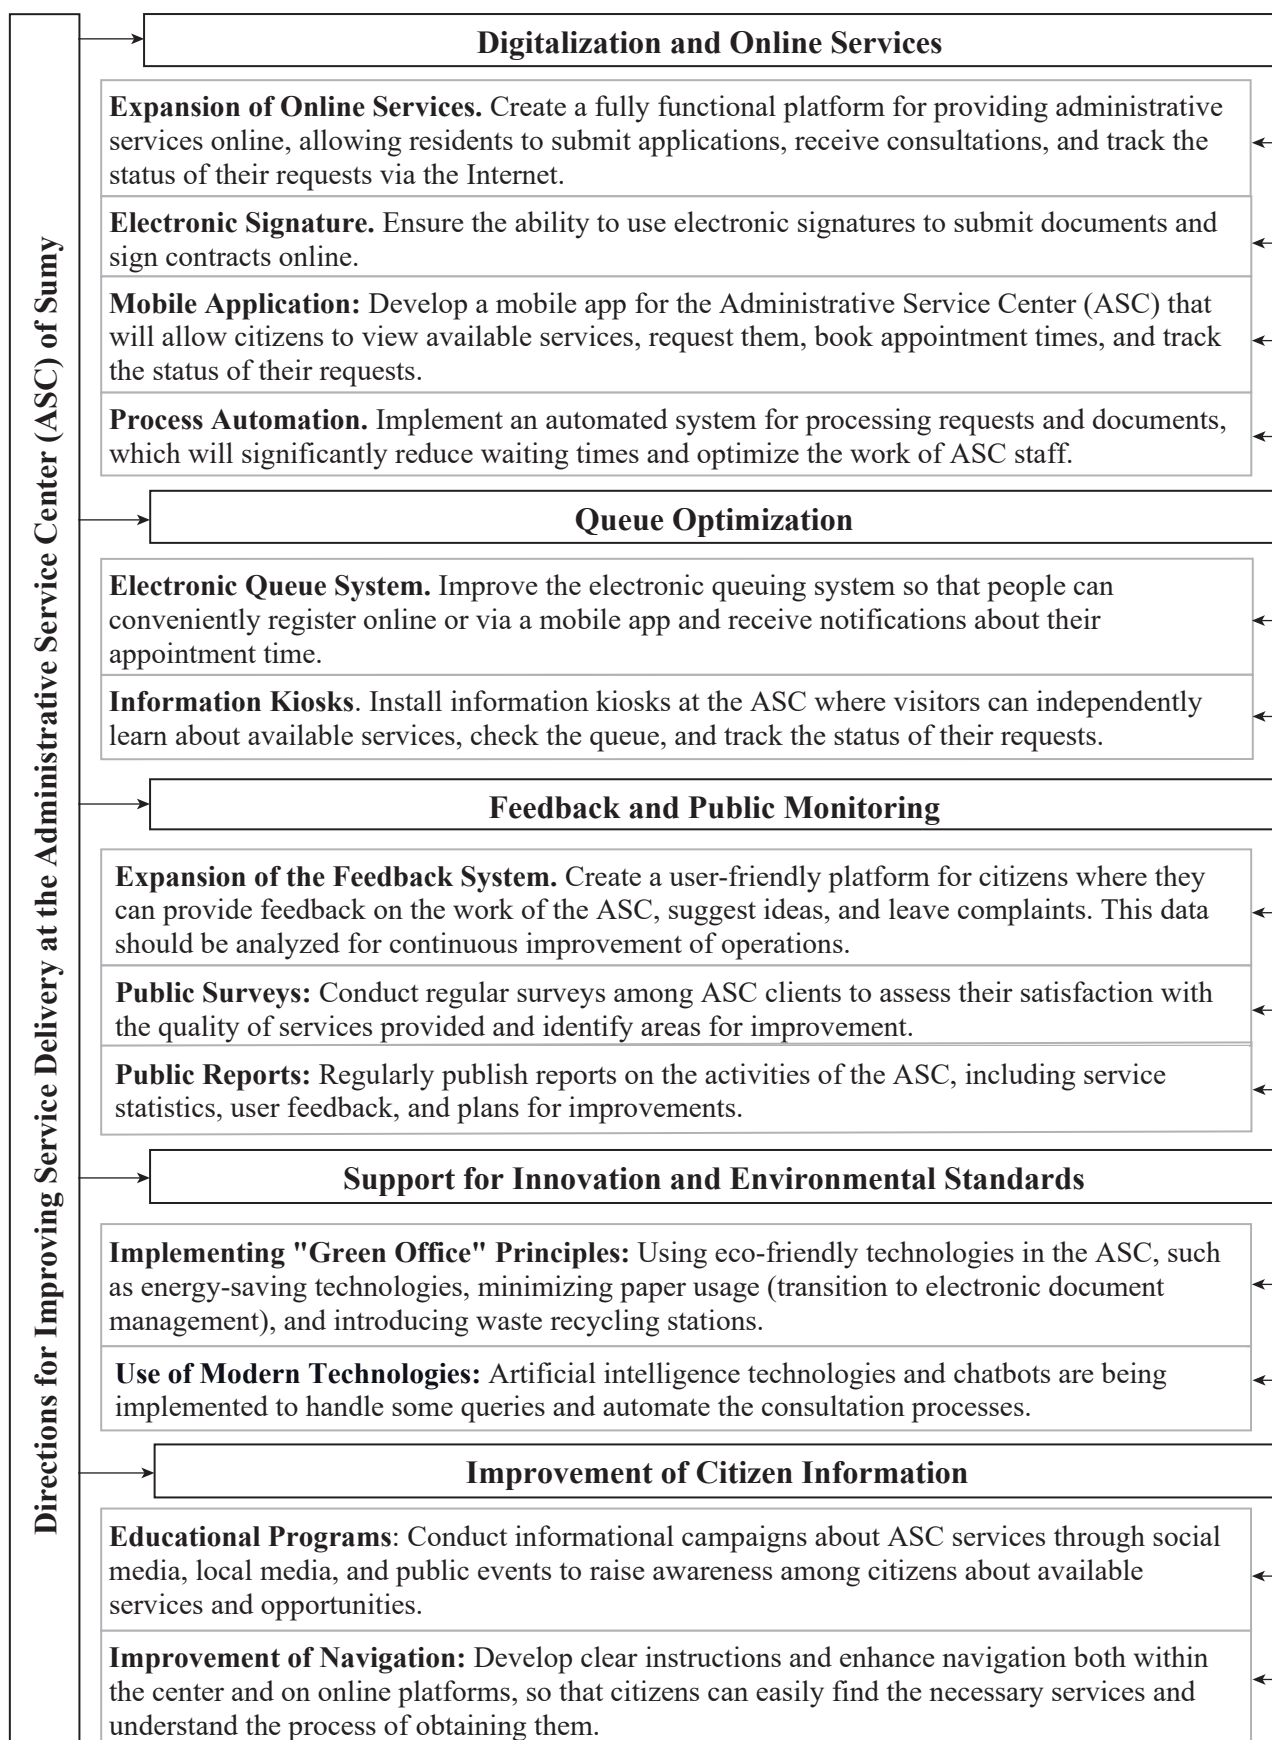 Directions for Improving Service Delivery at the Administrative Service Center (ASC) of Sumy
Digitalization and Online Services
Expansion of Online Services. Create a fully functional platform for providing administrative
services online, allowing residents to submit applications, receive consultations, and track the
status of their requests via the Internet.
Electronic Signature. Ensure the ability to use electronic signatures to submit documents and
sign contracts online.
Mobile Application: Develop a mobile app for the Administrative Service Center (ASC) that
will allow citizens to view available services, request them, book appointment times, and track
the status of their requests.
Process Automation. Implement an automated system for processing requests and documents,
which will significantly reduce waiting times and optimize the work of ASC staff.
Queue Optimization
Electronic Queue System. Improve the electronic queuing system so that people can
conveniently register online or via a mobile app and receive notifications about their
appointment time.
Information Kiosks. Install information kiosks at the ASC where visitors can independently
learn about available services, check the queue, and track the status of their requests.
Feedback and Public Monitoring
Expansion of the Feedback System. Create a user-friendly platform for citizens where they
can provide feedback on the work of the ASC, suggest ideas, and leave complaints. This data
should be analyzed for continuous improvement of operations.
Public Surveys: Conduct regular surveys among ASC clients to assess their satisfaction with
the quality of services provided and identify areas for improvement.
Public Reports: Regularly publish reports on the activities of the ASC, including service
statistics, user feedback, and plans for improvements.
Support for Innovation and Environmental Standards
Implementing "Green Office" Principles: Using eco-friendly technologies in the ASC, such
as energy-saving technologies, minimizing paper usage (transition to electronic document
management), and introducing waste recycling stations.
Use of Modern Technologies: Artificial intelligence technologies and chatbots are being
implemented to handle some queries and automate the consultation processes.
Improvement of Citizen Information
Educational Programs: Conduct informational campaigns about ASC services through social
media, local media, and public events to raise awareness among citizens about available
services and opportunities.
Improvement of Navigation: Develop clear instructions and enhance navigation both within
the center and on online platforms, so that citizens can easily find the necessary services and
understand the process of obtaining them.